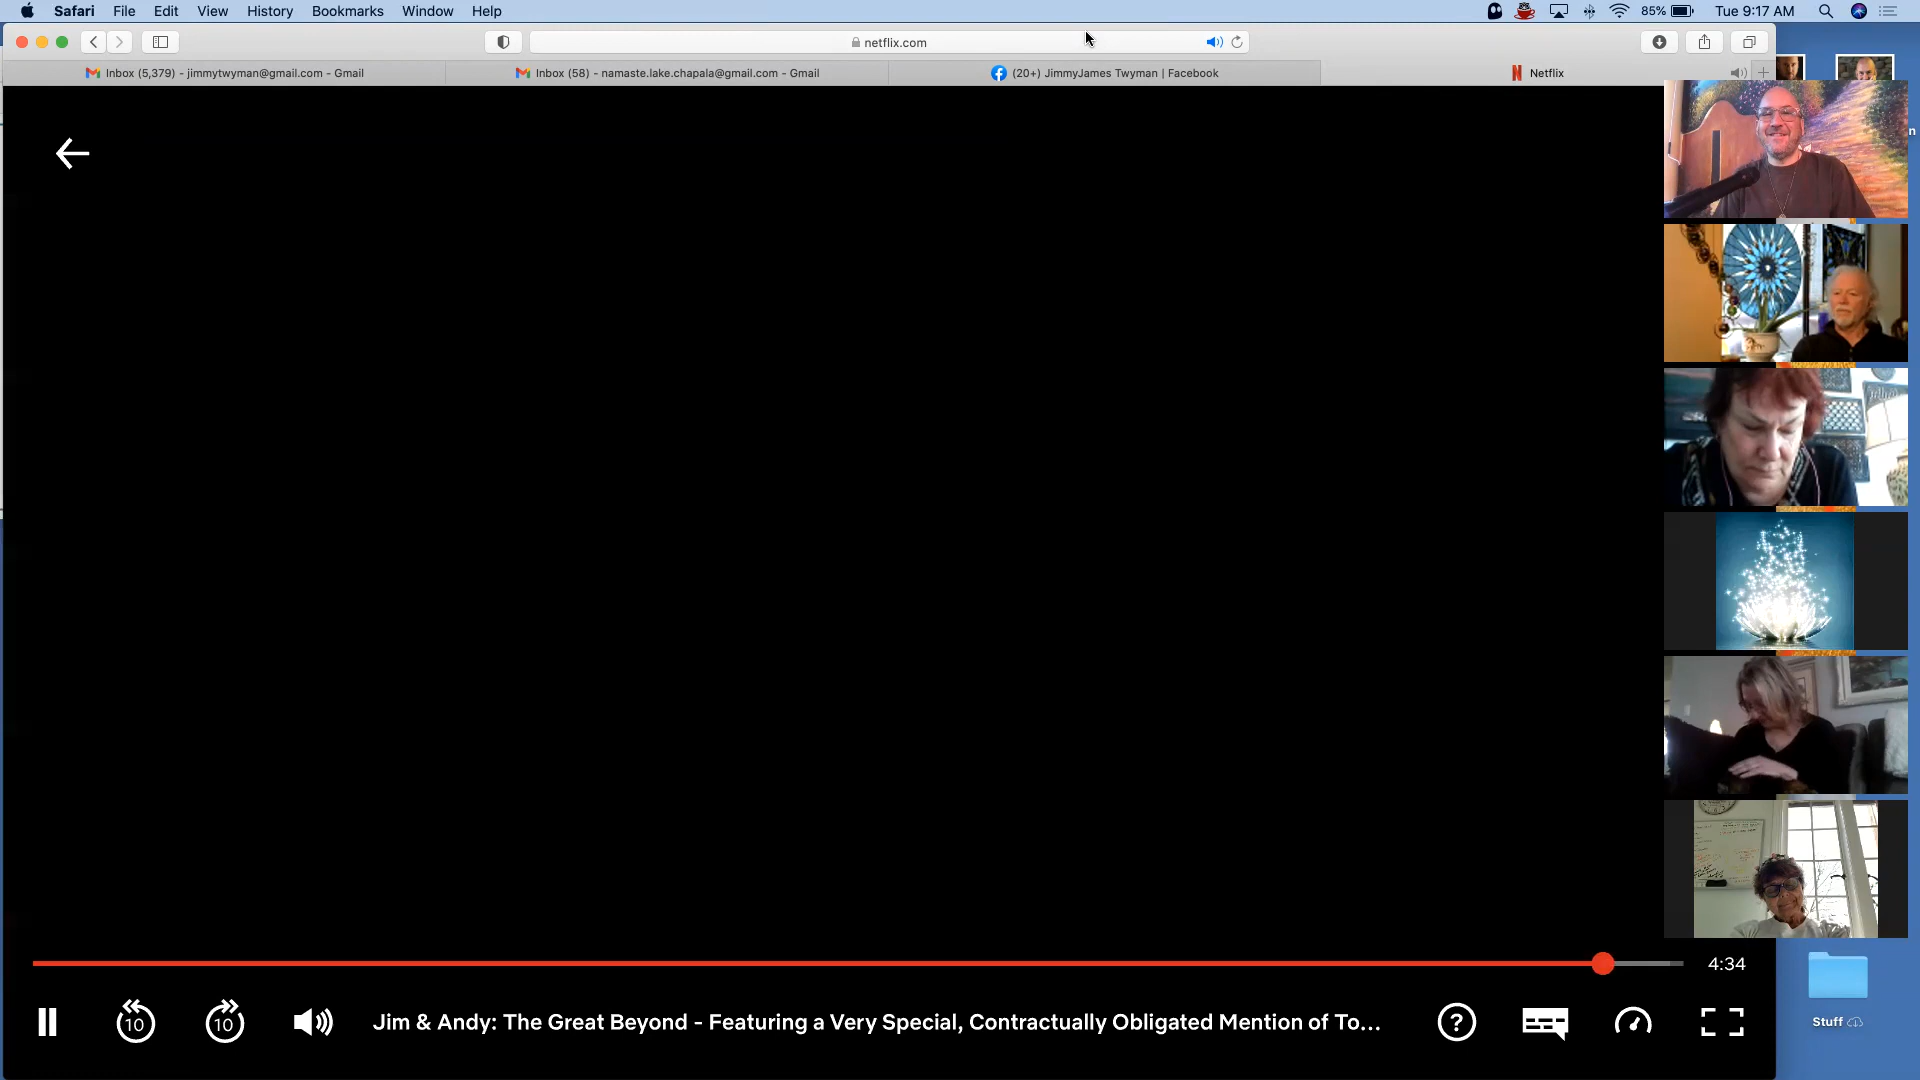 Safari File Edit View History Bookmarks Window Help 85% Tue 9:17 AM
netflix.com
Inbox (5,379) - jimmytwyman@gmail.com - Gmail
Inbox (58) - namaste.lake.chapala@gmail.com - Gmail
(20+) JimmyJames Twyman | Facebook
Netflix
n
4:34
10
10
Jim & Andy: The Great Beyond - Featuring a Very Special, Contractually Obligated Mention of To...
?
Stuff